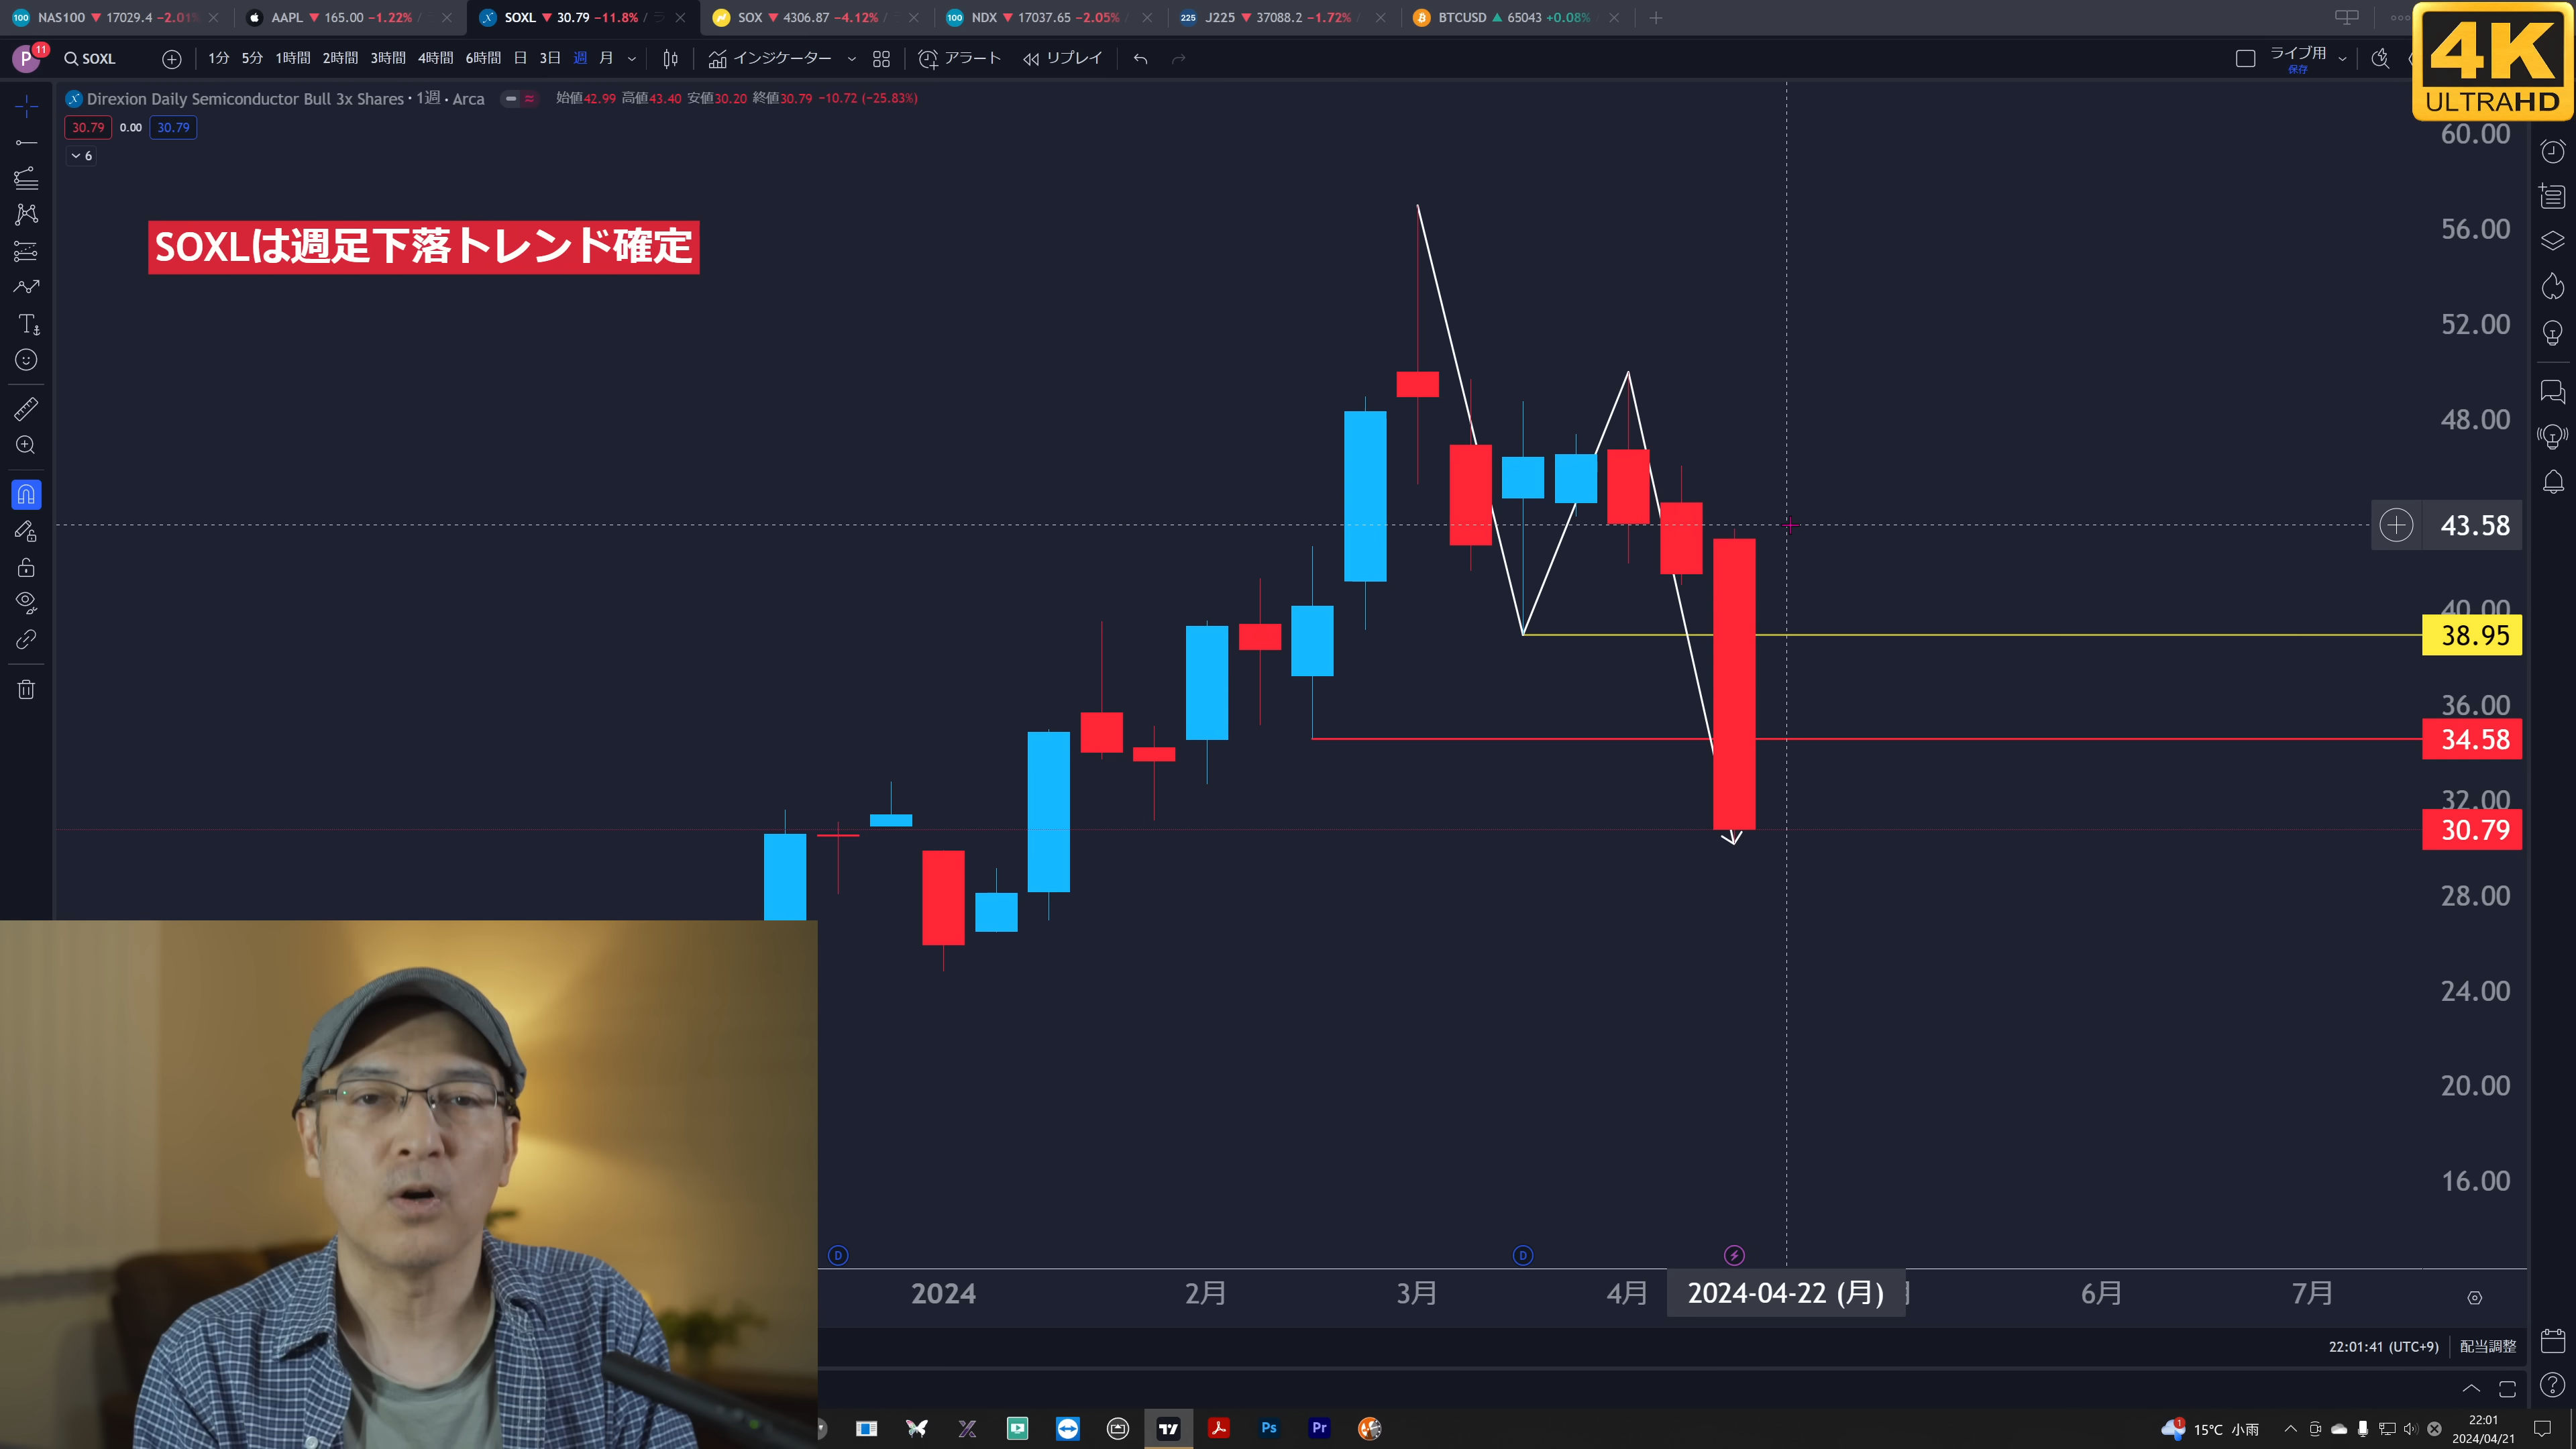 NAS100 ▼ 17029.4 −2.01%
AAPL ▼ 165.00 −1.22% /
SOXL ▼ 30.79 −11.8% / ラ
SOX ▼ 4306.87 −4.12% /
NDX ▼ 17037.65 −2.05% /
J225 ▼ 37088.2 −1.72% /
BTCUSD ▲ 65043 +0.08%
4K
ULTRAHD
P 11 SOXL 1分 5分 1時間 2時間 3時間 4時間 6時間 日 3日 週 月 インジケーター アラート リプレイ ライブ用
保存
Direxion Daily Semiconductor Bull 3x Shares · 1週 · Arca 始値42.99 高値43.40 安値30.20 終値30.79 −10.72 (−25.83%)
30.79 0.00 30.79
6
SOXLは週足下落トレンド確定
60.00
56.00
52.00
48.00
43.58
40.00
38.95
36.00
34.58
32.00
30.79
28.00
24.00
20.00
16.00
D D
2024 2月 3月 4月 2024-04-22 (月) 6月 7月
22:01:41 (UTC+9) 配当調整
Ps Pr
1 15°C 小雨
22:01
2024/04/21